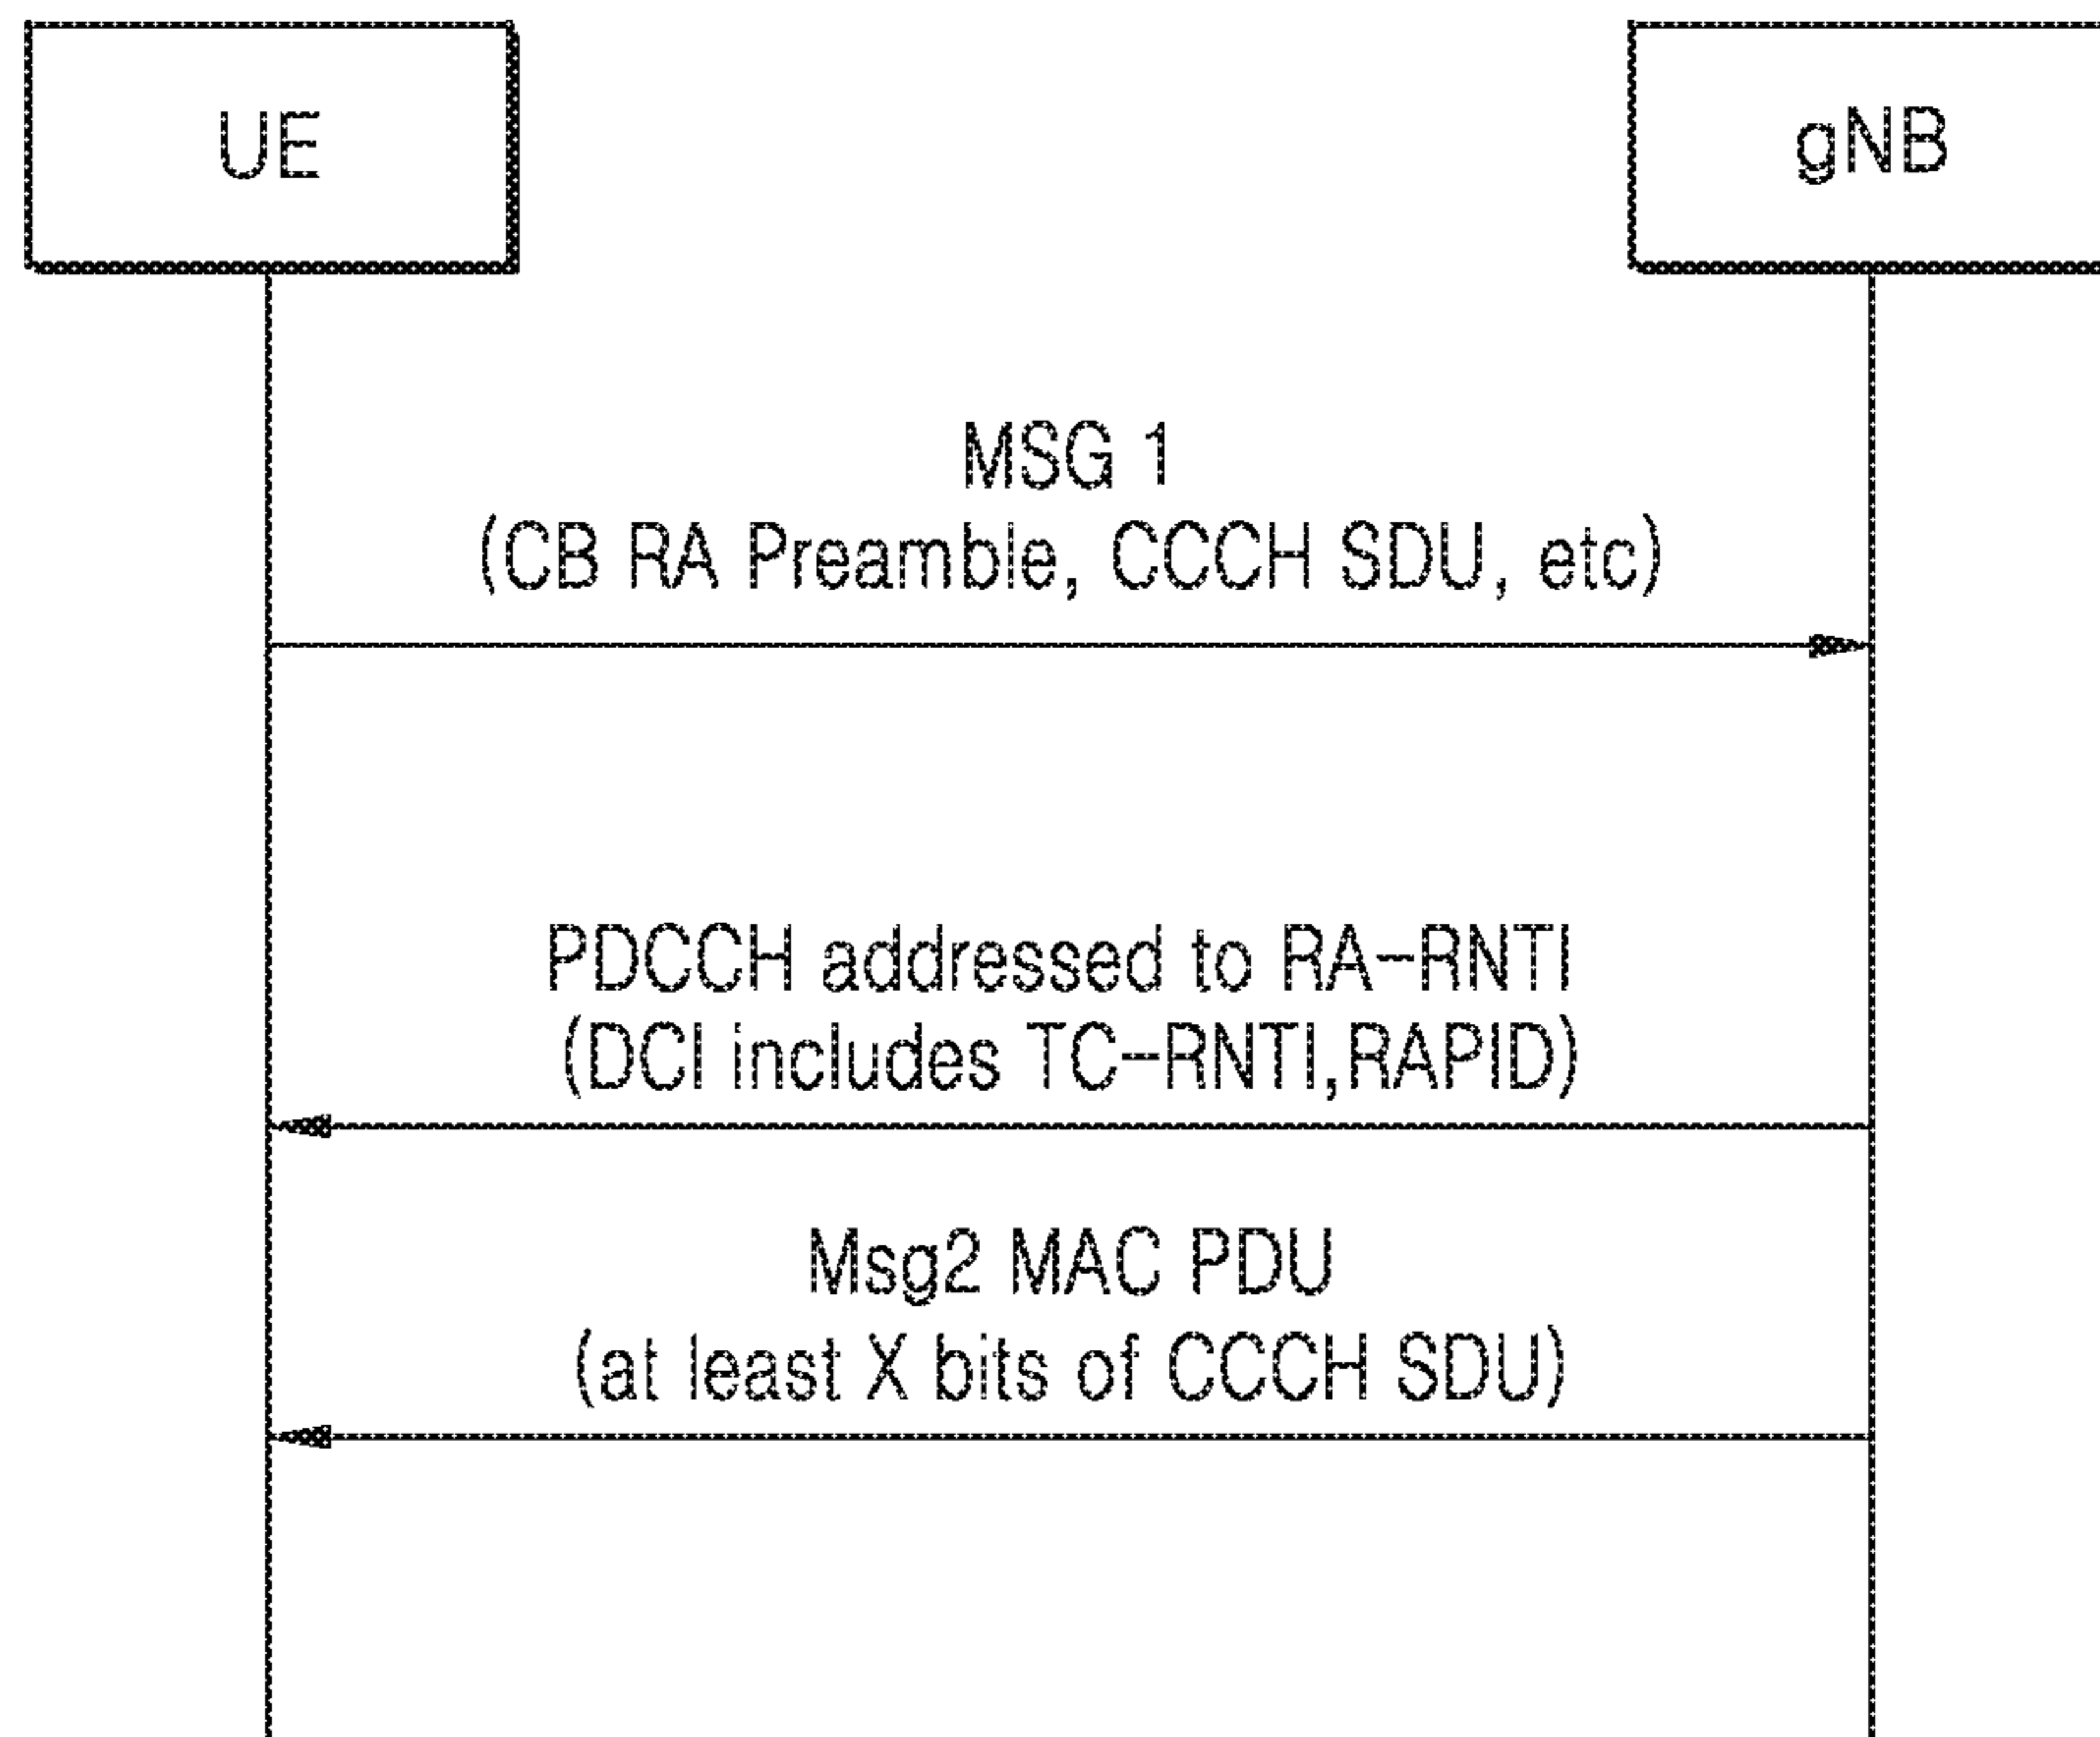 UE
gNB
MSG 1
(CB RA Preamble, CCCH SDU, etc)
PDCCH addressed to RA-RNTI
(DCI includes TC-RNTI,RAPID)
Msg2 MAC PDU
(at least X bits of CCCH SDU)